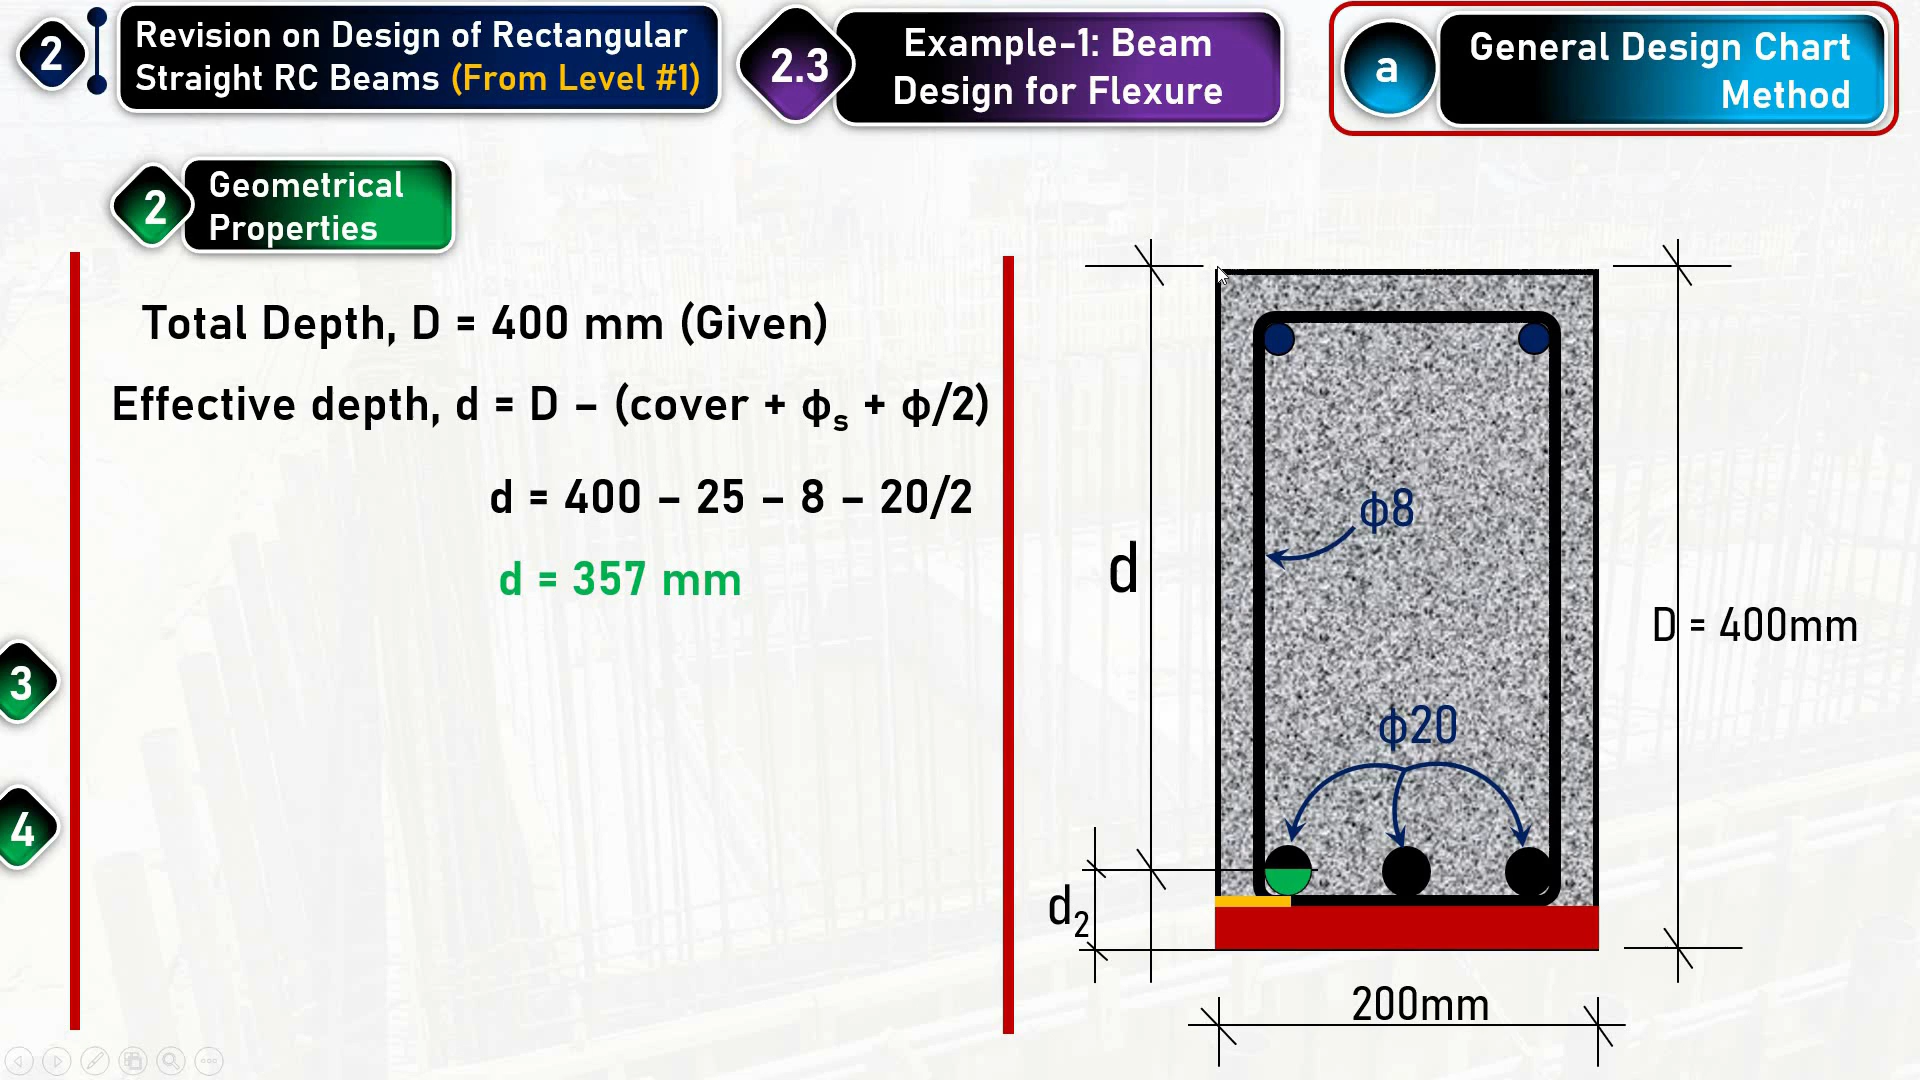 2
Revision on Design of Rectangular
Straight RC Beams (From Level #1)
2.3
Example-1: Beam
Design for Flexure
a
General Design Chart
Method
2
Geometrical
Properties
Total Depth, D = 400 mm (Given)
Effective depth, d = D – (cover + ϕₛ + ϕ/2)
d = 400 – 25 – 8 – 20/2
d = 357 mm
3
4
ϕ8
d
D = 400mm
ϕ20
d₂
200mm